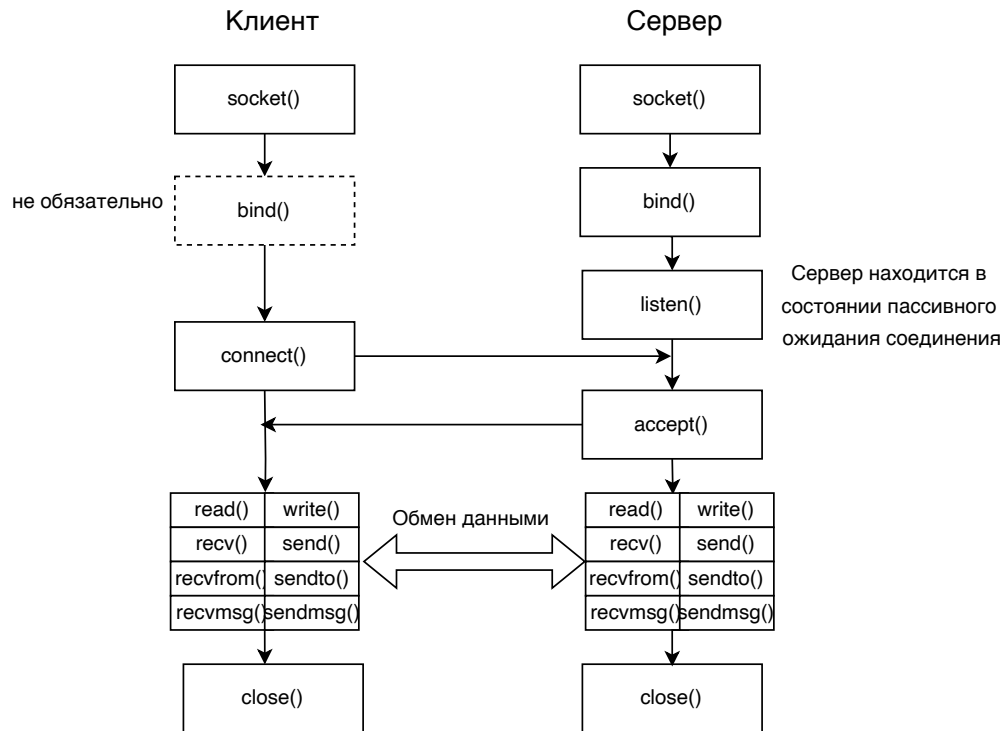 Клиент
Сервер
socket()
socket()
не обязательно
bind()
bind()
listen()
Сервер находится в
состоянии пассивного
ожидания соединения
connect()
accept()
read() write()
recv() send()
recvfrom() sendto()
recvmsg() sendmsg()
Обмен данными
read() write()
recv() send()
recvfrom() sendto()
recvmsg() sendmsg()
close()
close()